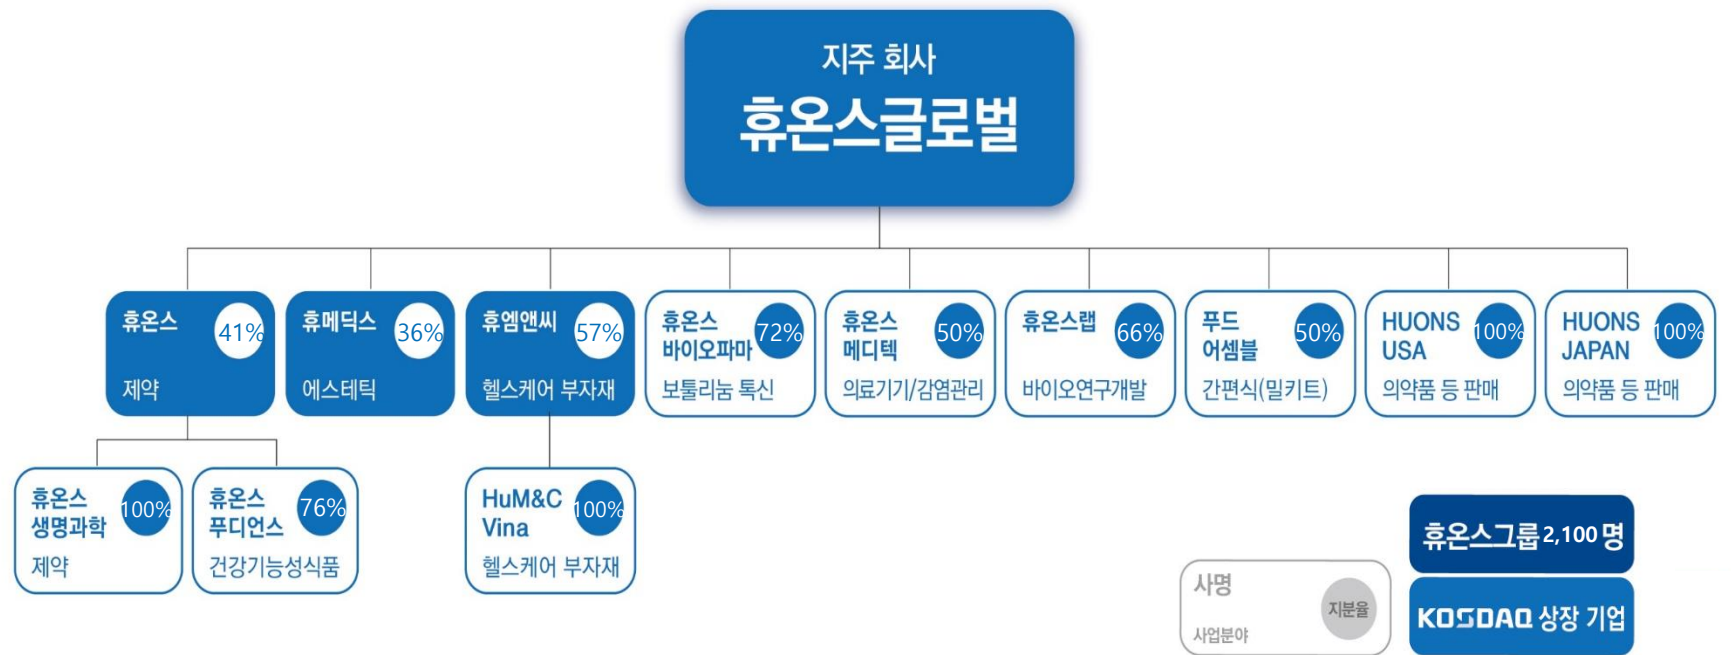 지주 회사
휴온스글로벌
휴온스
41%
제약
휴메딕스
36%
에스테틱
휴엠앤씨
57%
헬스케어 부자재
휴온스
바이오파마
72%
보툴리눔 톡신
휴온스
메디텍
50%
의료기기/감염관리
휴온스랩
66%
바이오연구개발
푸드
어셈블
50%
간편식(밀키트)
HUONS
USA
100%
의약품 등 판매
HUONS
JAPAN
100%
의약품 등 판매
휴온스
생명과학
100%
제약
휴온스
푸디언스
76%
건강기능성식품
HuM&C
Vina
100%
헬스케어 부자재
사명
지분율
사업분야
휴온스그룹 2,100 명
KOSDAQ 상장 기업